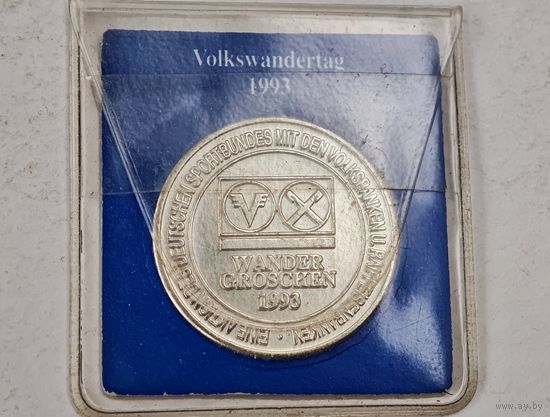 Volkswandertag
1993
EINE AKTION DES DEUTSCHEN SPORTBUNDES MIT DEN VOLKSBANKEN U. RAIFFEISENBANKEN •
V
WANDER
GROSCHEN
1993
www.ay.by